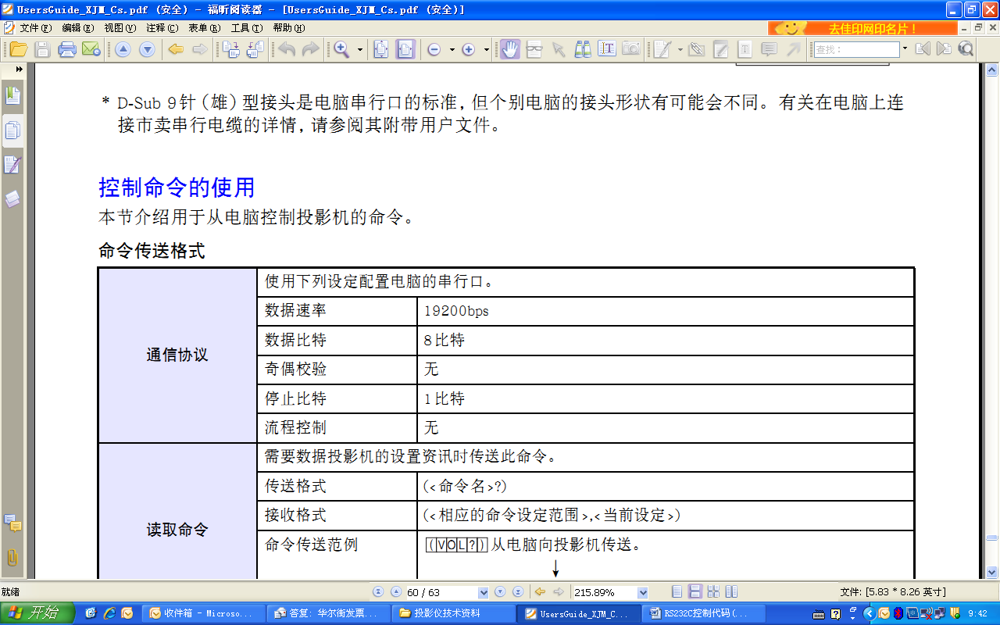 UsersGuide_XJM_Cs.pdf (安全) - 福昕阅读器 - [UsersGuide_XJM_Cs.pdf (安全)]
文件(F) 编辑(E) 视图(V) 注释(C) 表单(R) 工具(T) 帮助(H) 去佳印网印名片！
查找：
* D-Sub 9针（雄）型接头是电脑串行口的标准，但个别电脑的接头形状有可能会不同。有关在电脑上连
接市卖串行电缆的详情，请参阅其附带用户文件。
控制命令的使用
本节介绍用于从电脑控制投影机的命令。
命令传送格式
通信协议
使用下列设定配置电脑的串行口。
数据速率 19200bps
数据比特 8比特
奇偶校验 无
停止比特 1比特
流程控制 无
读取命令
需要数据投影机的设置资讯时传送此命令。
传送格式 (<命令名>?)
接收格式 (<相应的命令设定范围>,<当前设定>)
命令传送范例 (VOL?)从电脑向投影机传送。
就绪 60 / 63 215.89% 文件: [5.83 * 8.26 英寸]
开始 收件箱 - Microso... 答复: 华尔街发票... 投影仪技术资料 UsersGuide_XJM_C... RS232C控制代码(... 9:42